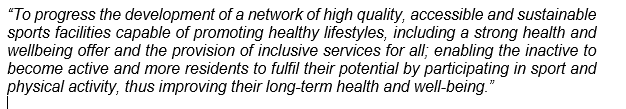 “To progress the development of a network of high quality, accessible and sustainable
sports facilities capable of promoting healthy lifestyles, including a strong health and
wellbeing offer and the provision of inclusive services for all; enabling the inactive to
become active and more residents to fulfil their potential by participating in sport and
physical activity, thus improving their long-term health and well-being.”